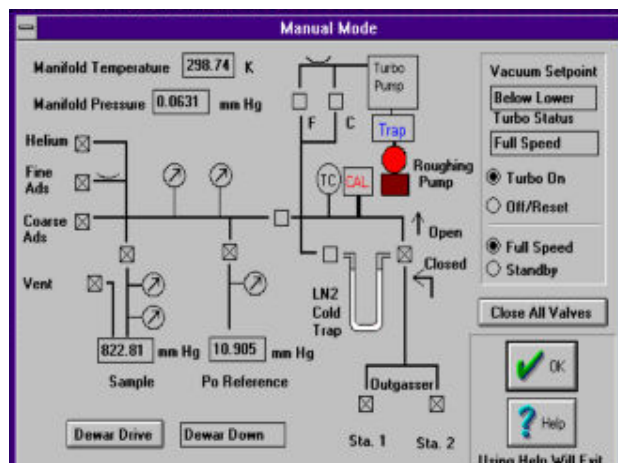 Manual Mode
Manifold Temperature 298.74 K
Manifold Pressure 0.0631 mm Hg
Turbo
Pump
Vacuum Setpoint
Below Lower
Turbo Status
Full Speed
F C
Trap
Helium
Fine
Ads
TC CAL
Roughing
Pump
Turbo On
Off/Reset
Coarse
Ads
Open
Closed
Full Speed
Standby
Vent
LN2
Cold
Trap
Close All Valves
822.81 mm Hg 10.905 mm Hg
Sample Po Reference
OK
Outgasser
Help
Dewar Drive Dewar Down
Sta. 1 Sta. 2
Using Help Will Exit